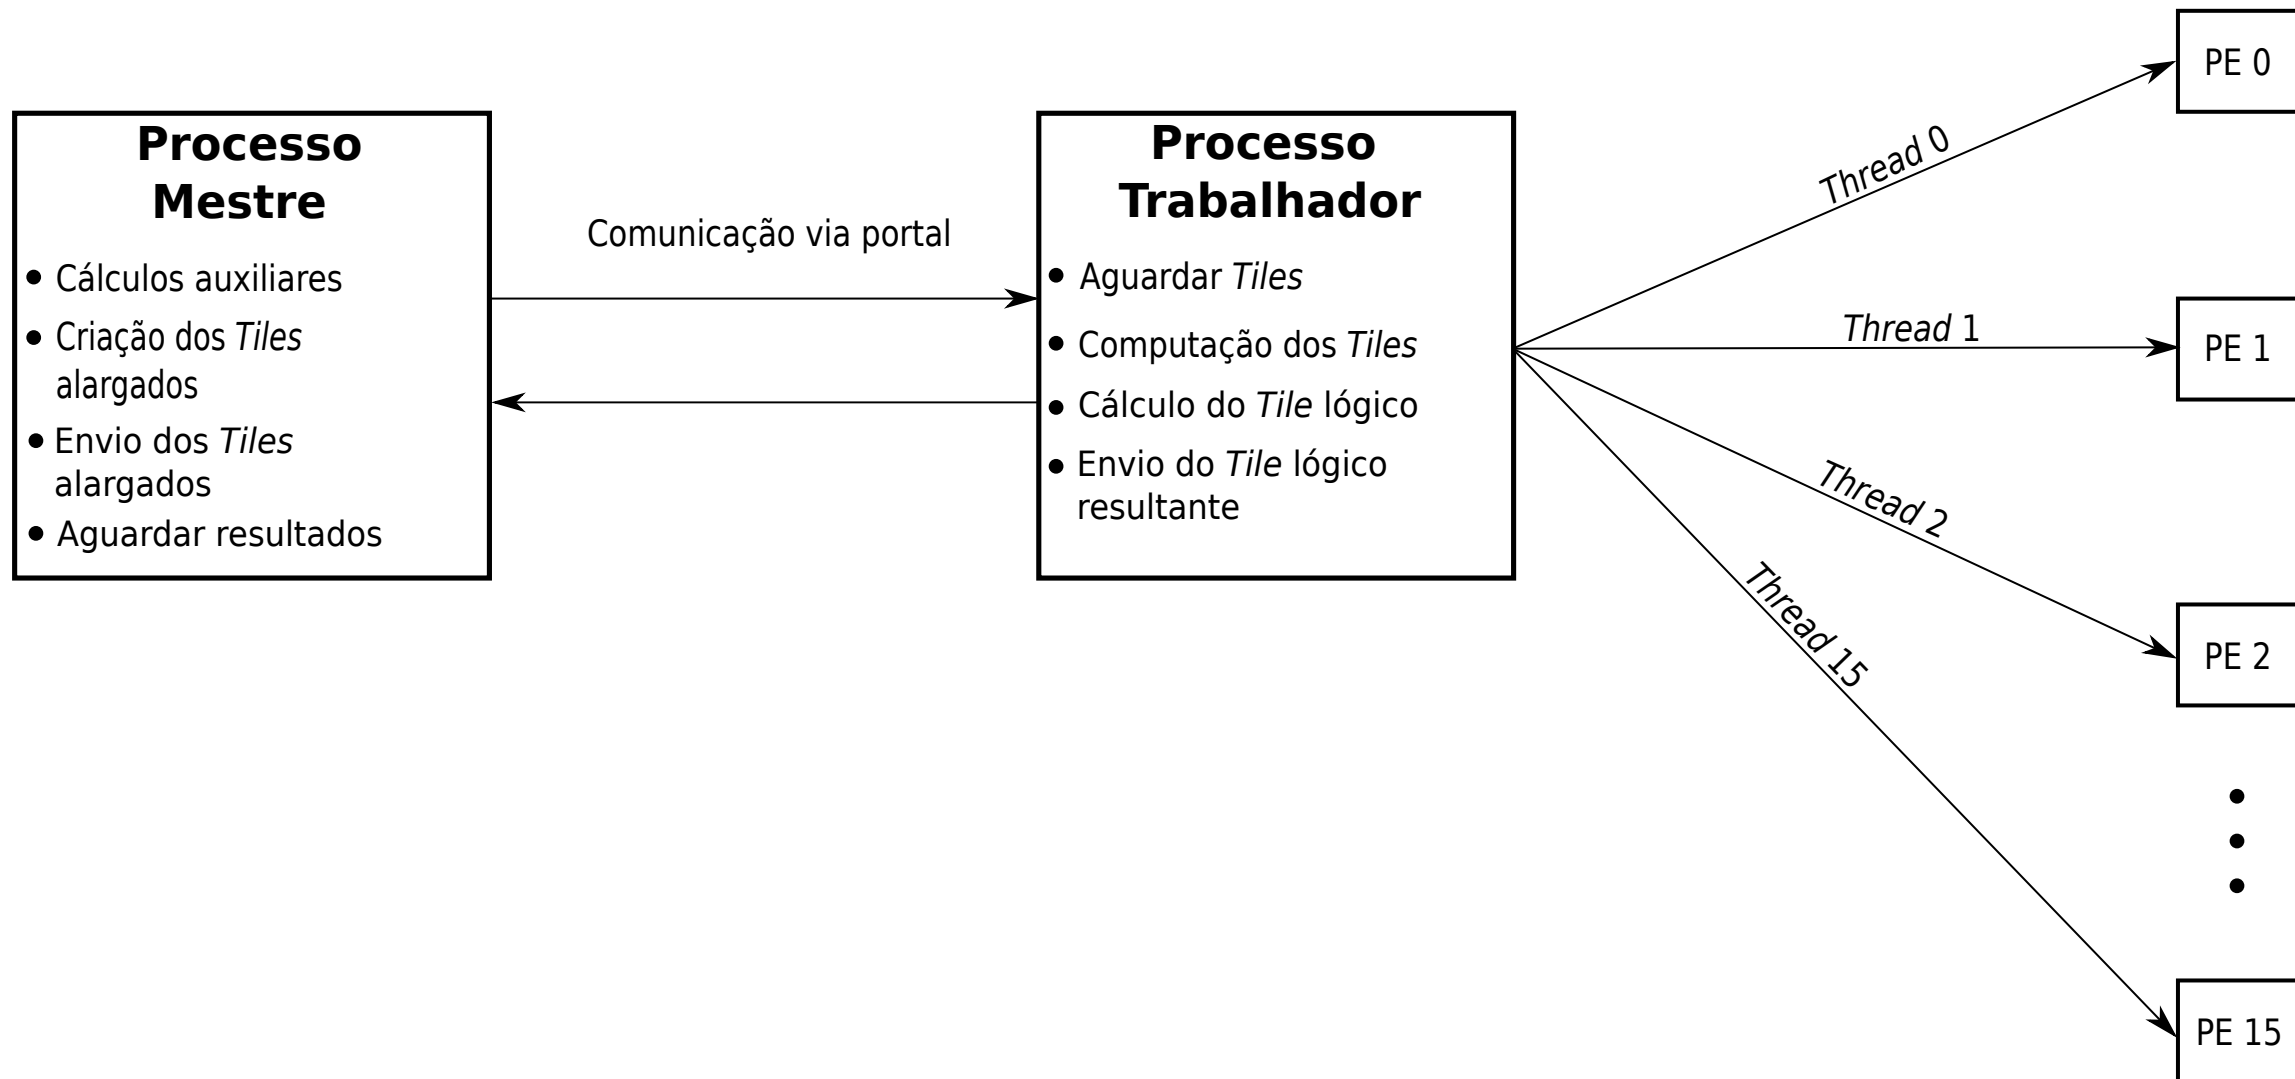 Processo
Mestre
• Cálculos auxiliares
• Criação dos Tiles
alargados
• Envio dos Tiles
alargados
• Aguardar resultados
Comunicação via portal
Processo
Trabalhador
• Aguardar Tiles
• Computação dos Tiles
• Cálculo do Tile lógico
• Envio do Tile lógico
resultante
Thread 0
Thread 1
Thread 2
Thread 15
PE 0
PE 1
PE 2
PE 15